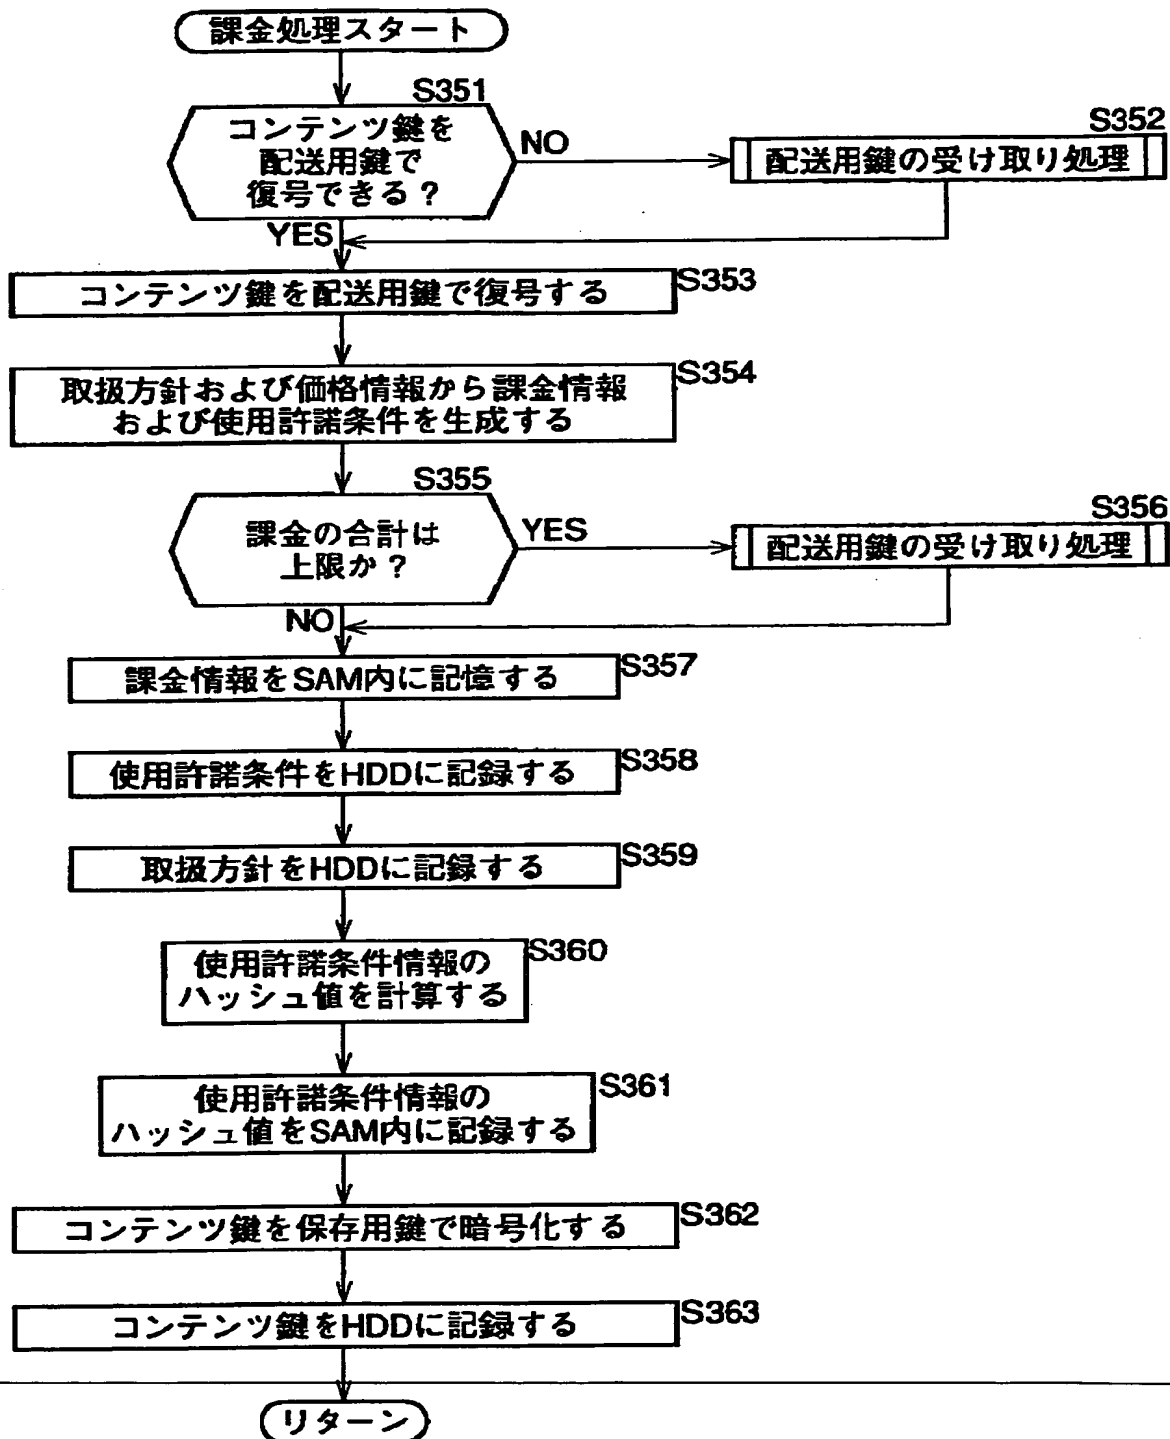 課金処理スタート
S351
コンテンツ鍵を
配送用鍵で
復号できる？
NO
S352
配送用鍵の受け取り処理
YES
コンテンツ鍵を配送用鍵で復号する
S353
取扱方針および価格情報から課金情報
および使用許諾条件を生成する
S354
S355
課金の合計は
上限か？
YES
S356
配送用鍵の受け取り処理
NO
課金情報をSAM内に記憶する
S357
使用許諾条件をHDDに記録する
S358
取扱方針をHDDに記録する
S359
使用許諾条件情報の
ハッシュ値を計算する
S360
使用許諾条件情報の
ハッシュ値をSAM内に記録する
S361
コンテンツ鍵を保存用鍵で暗号化する
S362
コンテンツ鍵をHDDに記録する
S363
リターン